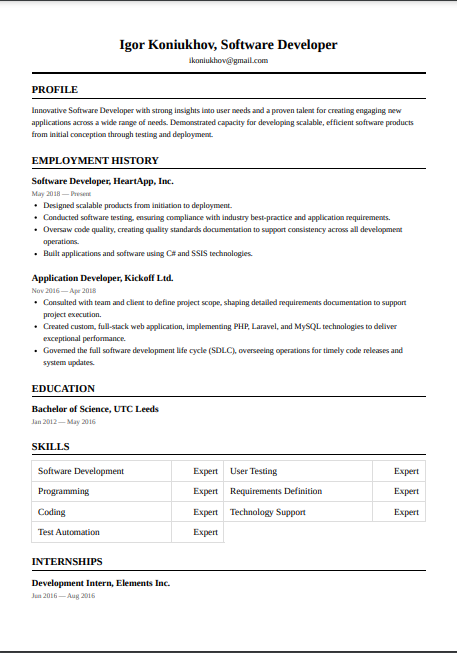 Igor Koniukhov, Software Developer
ikoniukhov@gmail.com
PROFILE
Innovative Software Developer with strong insights into user needs and a proven talent for creating engaging new
applications across a wide range of needs. Demonstrated capacity for developing scalable, efficient software products
from initial conception through testing and deployment.
EMPLOYMENT HISTORY
Software Developer, HeartApp, Inc.
May 2018 — Present
• Designed scalable products from initiation to deployment.
• Conducted software testing, ensuring compliance with industry best-practice and application requirements.
• Oversaw code quality, creating quality standards documentation to support consistency across all development
operations.
• Built applications and software using C# and SSIS technologies.
Application Developer, Kickoff Ltd.
Nov 2016 — Apr 2018
• Consulted with team and client to define project scope, shaping detailed requirements documentation to support
project execution.
• Created custom, full-stack web application, implementing PHP, Laravel, and MySQL technologies to deliver
exceptional performance.
• Governed the full software development life cycle (SDLC), overseeing operations for timely code releases and
system updates.
EDUCATION
Bachelor of Science, UTC Leeds
Jan 2012 — May 2016
SKILLS
Software Development Expert User Testing Expert
Programming Expert Requirements Definition Expert
Coding Expert Technology Support Expert
Test Automation Expert
INTERNSHIPS
Development Intern, Elements Inc.
Jun 2016 — Aug 2016